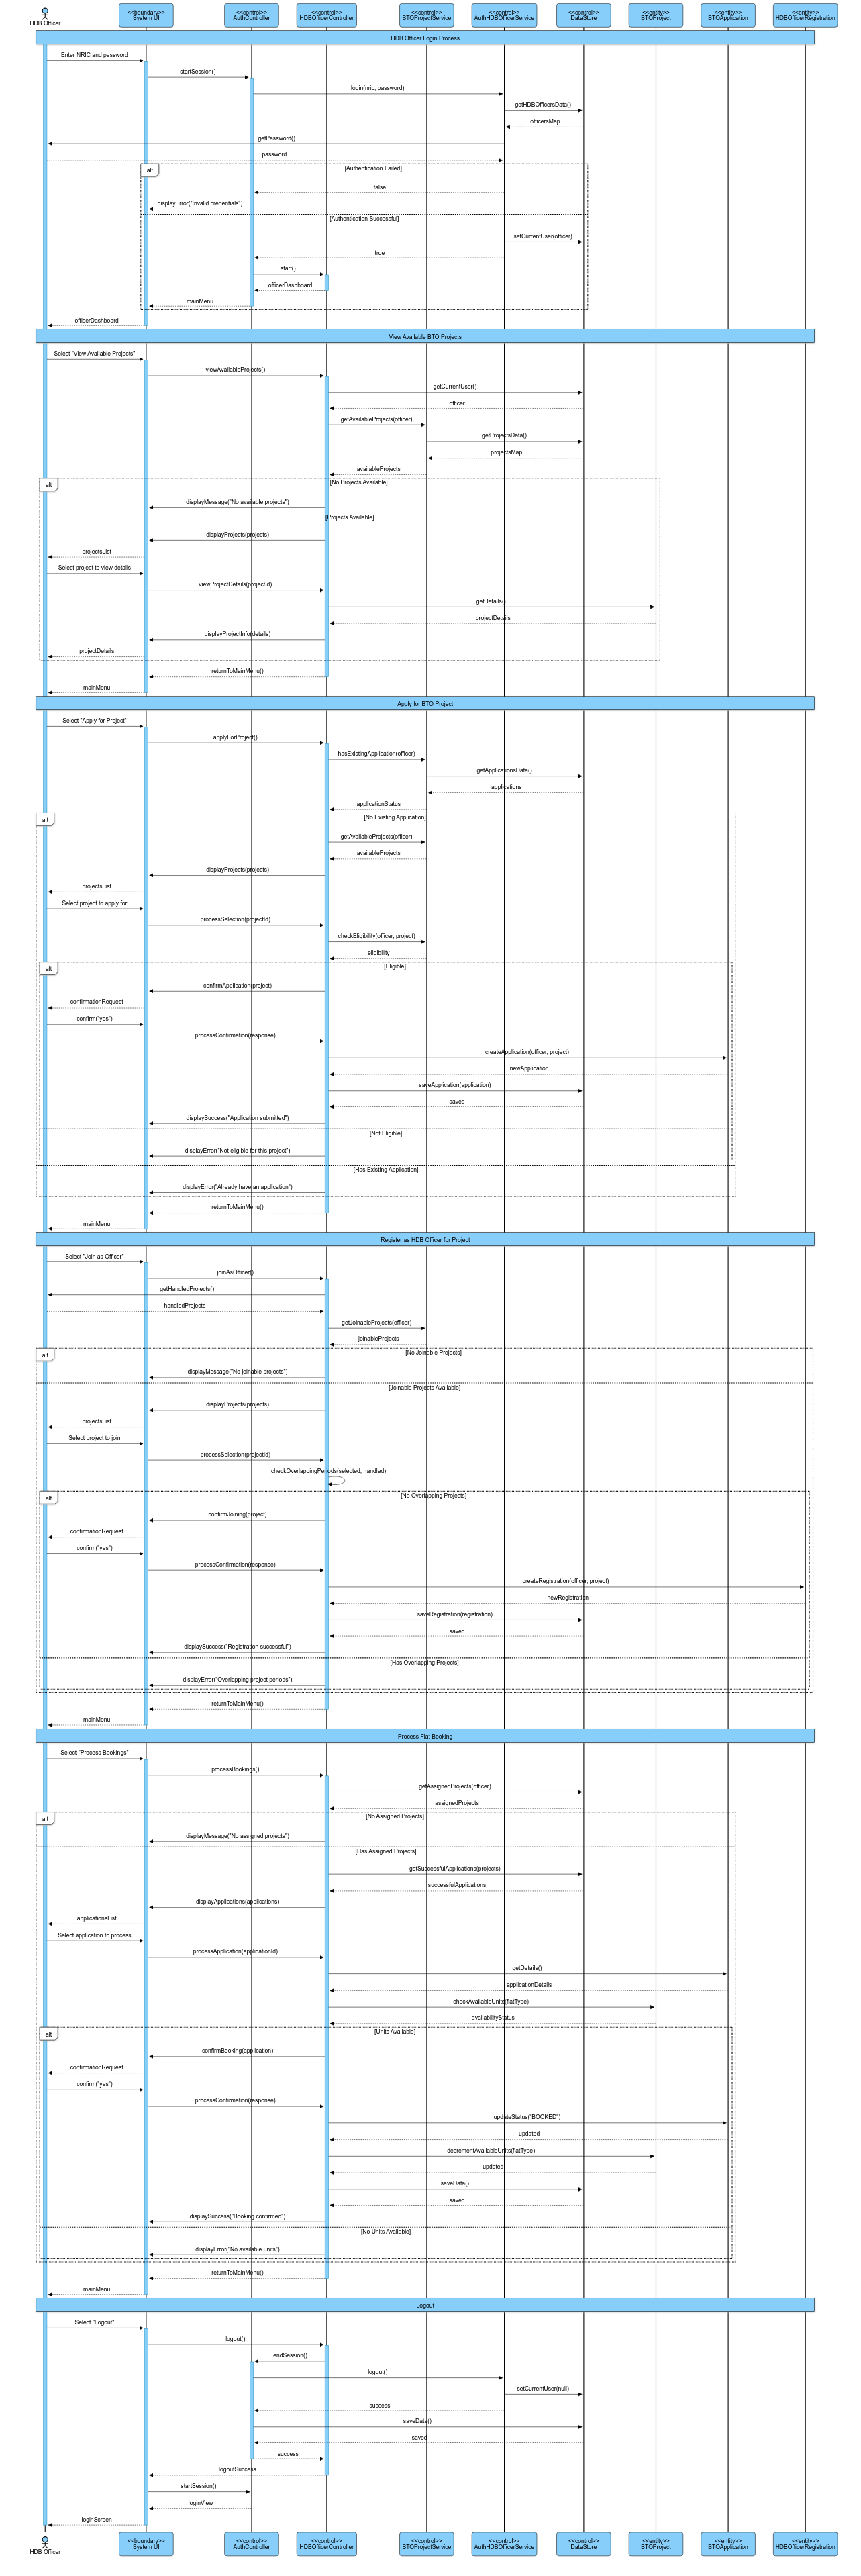 HDB Officer
<<boundary>>
System UI
<<control>>
AuthController
<<control>>
HDBOfficerController
<<control>>
BTOProjectService
<<control>>
AuthHDBOfficerService
<<control>>
DataStore
<<entity>>
BTOProject
<<entity>>
BTOApplication
<<entity>>
HDBOfficerRegistration
HDB Officer Login Process
Enter NRIC and password
startSession()
login(nric, password)
getHDBOfficersData()
officersMap
getPassword()
password
alt
[Authentication Failed]
false
displayError("Invalid credentials")
[Authentication Successful]
setCurrentUser(officer)
true
start()
officerDashboard
mainMenu
officerDashboard
View Available BTO Projects
Select "View Available Projects"
viewAvailableProjects()
getCurrentUser()
officer
getAvailableProjects(officer)
getProjectsData()
projectsMap
availableProjects
alt
[No Projects Available]
displayMessage("No available projects")
[Projects Available]
displayProjects(projects)
projectsList
Select project to view details
viewProjectDetails(projectId)
getDetails()
projectDetails
displayProjectInfo(details)
projectDetails
returnToMainMenu()
mainMenu
Apply for BTO Project
Select "Apply for Project"
applyForProject()
hasExistingApplication(officer)
getApplicationsData()
applications
applicationStatus
alt
[No Existing Application]
getAvailableProjects(officer)
availableProjects
displayProjects(projects)
projectsList
Select project to apply for
processSelection(projectId)
checkEligibility(officer, project)
eligibility
alt
[Eligible]
confirmApplication(project)
confirmationRequest
confirm("yes")
processConfirmation(response)
createApplication(officer, project)
newApplication
saveApplication(application)
saved
displaySuccess("Application submitted")
[Not Eligible]
displayError("Not eligible for this project")
[Has Existing Application]
displayError("Already have an application")
returnToMainMenu()
mainMenu
Register as HDB Officer for Project
Select "Join as Officer"
joinAsOfficer()
getHandledProjects()
handledProjects
getJoinableProjects(officer)
joinableProjects
alt
[No Joinable Projects]
displayMessage("No joinable projects")
[Joinable Projects Available]
displayProjects(projects)
projectsList
Select project to join
processSelection(projectId)
checkOverlappingPeriods(selected, handled)
alt
[No Overlapping Projects]
confirmJoining(project)
confirmationRequest
confirm("yes")
processConfirmation(response)
createRegistration(officer, project)
newRegistration
saveRegistration(registration)
saved
displaySuccess("Registration successful")
[Has Overlapping Projects]
displayError("Overlapping project periods")
returnToMainMenu()
mainMenu
Process Flat Booking
Select "Process Bookings"
processBookings()
getAssignedProjects(officer)
assignedProjects
alt
[No Assigned Projects]
displayMessage("No assigned projects")
[Has Assigned Projects]
getSuccessfulApplications(projects)
successfulApplications
displayApplications(applications)
applicationsList
Select application to process
processApplication(applicationId)
getDetails()
applicationDetails
checkAvailableUnits(flatType)
availabilityStatus
alt
[Units Available]
confirmBooking(application)
confirmationRequest
confirm("yes")
processConfirmation(response)
updateStatus("BOOKED")
updated
decrementAvailableUnits(flatType)
updated
saveData()
saved
displaySuccess("Booking confirmed")
[No Units Available]
displayError("No available units")
returnToMainMenu()
mainMenu
Logout
Select "Logout"
logout()
endSession()
logout()
setCurrentUser(null)
success
saveData()
saved
success
logoutSuccess
startSession()
loginView
loginScreen
HDB Officer
<<boundary>>
System UI
<<control>>
AuthController
<<control>>
HDBOfficerController
<<control>>
BTOProjectService
<<control>>
AuthHDBOfficerService
<<control>>
DataStore
<<entity>>
BTOProject
<<entity>>
BTOApplication
<<entity>>
HDBOfficerRegistration